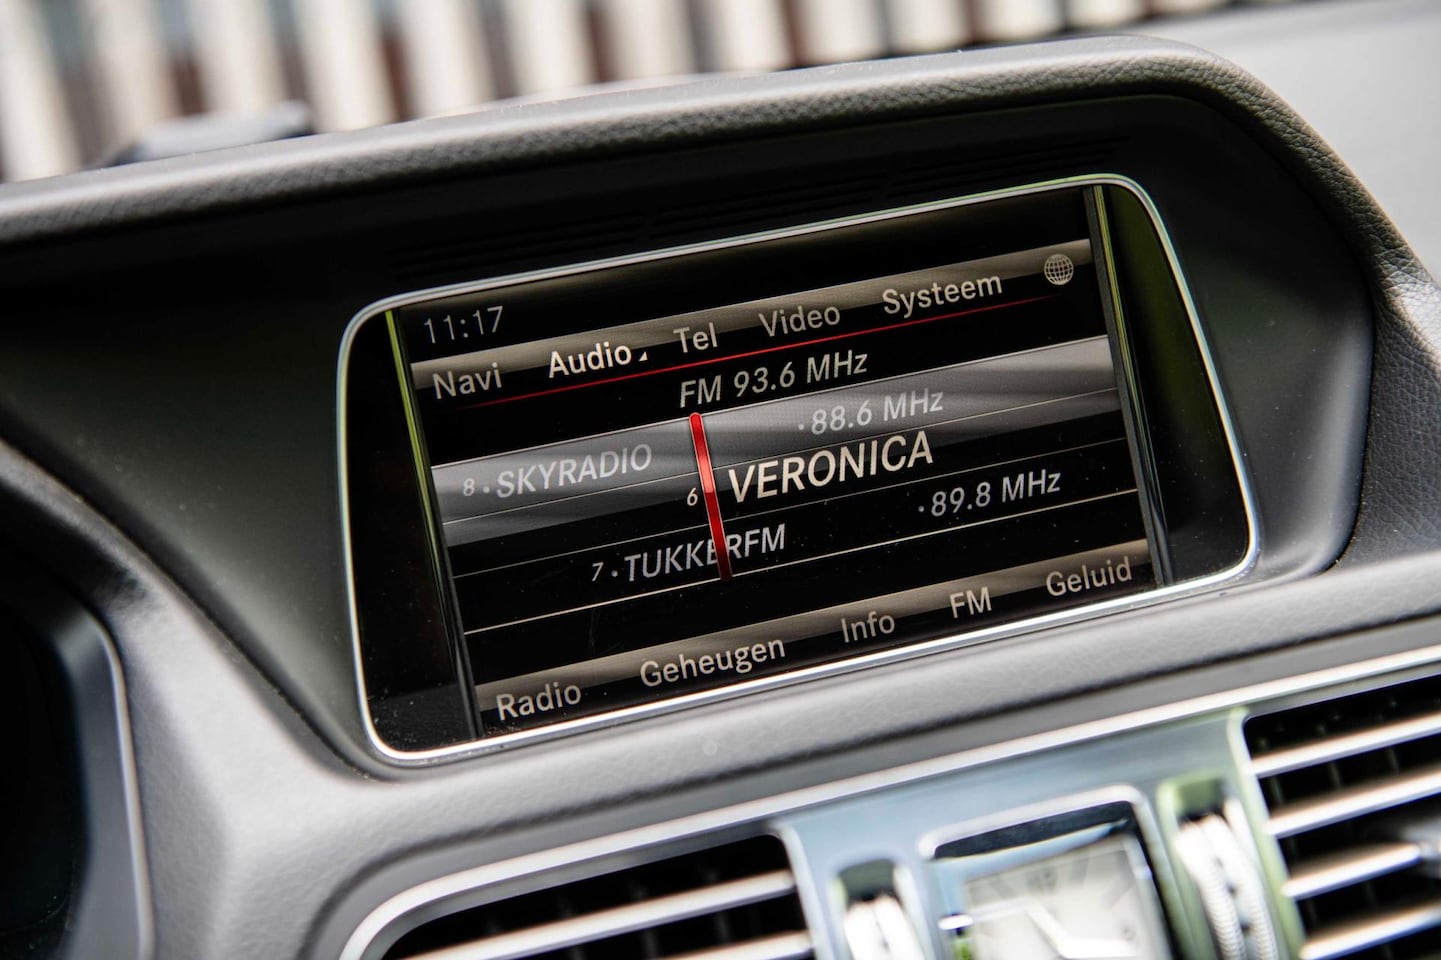 11:17
Navi Audio Tel Video Systeem
FM 93.6 MHz
8 · SKYRADIO · 88.6 MHz
6 VERONICA
7 · TUKKERFM · 89.8 MHz
Radio Geheugen Info FM Geluid